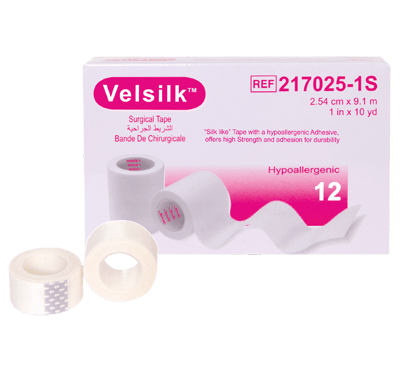 Velsilk™
Surgical Tape
الشريط الجراحية
Bande De Chirurgicale
REF 217025-1S
2.54 cm x 9.1 m
1 in x 10 yd
"Silk like" Tape with a hypoallergenic Adhesive,
offers high Strength and adhesion for durability
Hypoallergenic
12